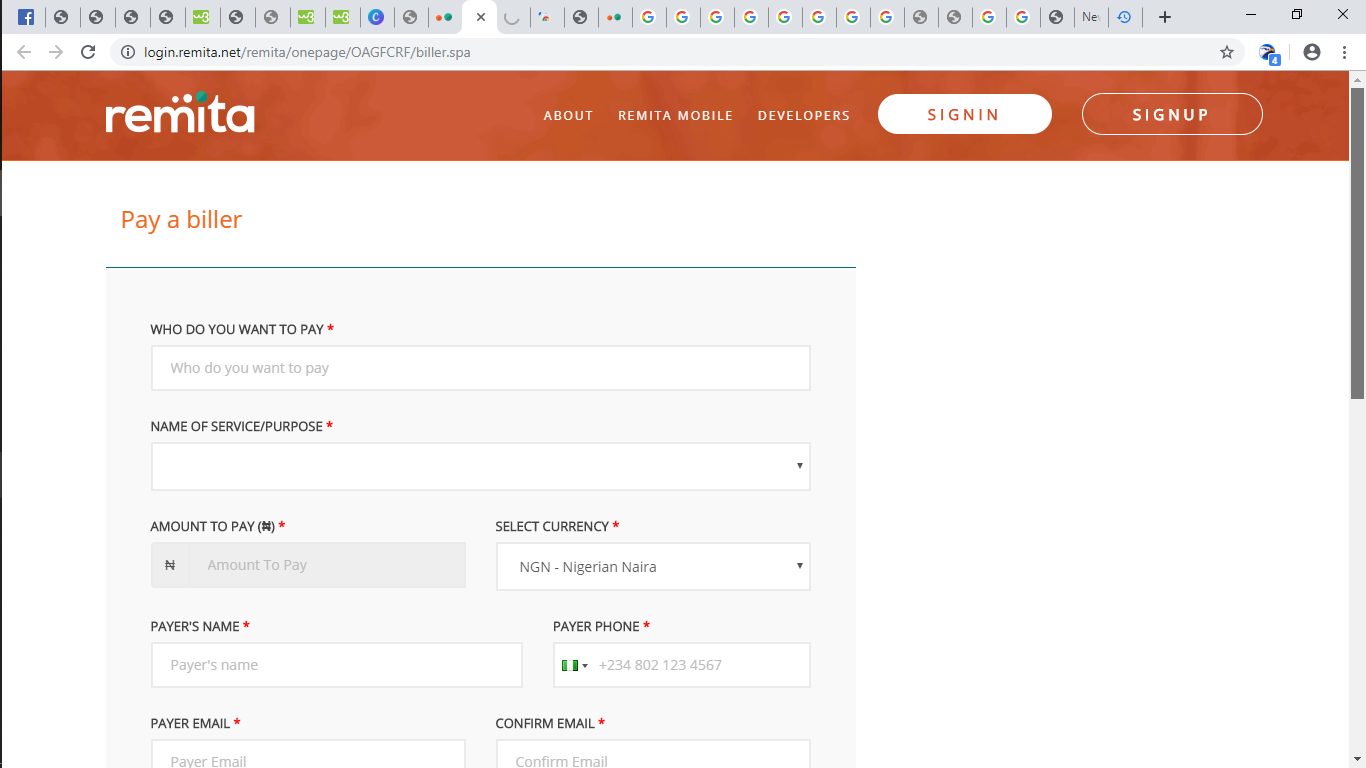 Nev
login.remita.net/remita/onepage/OAGFCRF/biller.spa
4
remita
ABOUT REMITA MOBILE DEVELOPERS SIGNIN SIGNUP
Pay a biller
WHO DO YOU WANT TO PAY *
Who do you want to pay
NAME OF SERVICE/PURPOSE *
AMOUNT TO PAY (₦) * SELECT CURRENCY *
₦ Amount To Pay NGN - Nigerian Naira
PAYER'S NAME * PAYER PHONE *
Payer's name +234 802 123 4567
PAYER EMAIL * CONFIRM EMAIL *
Payer Email Confirm Email